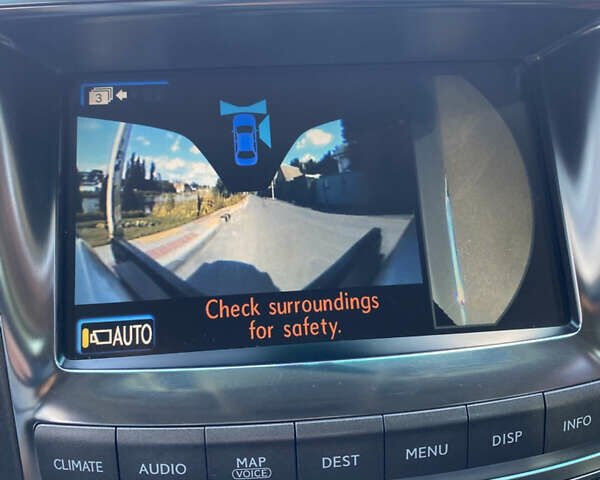 3
Check surroundings
for safety.
AUTO
CLIMATE
AUDIO
MAP
VOICE
DEST
MENU
DISP
INFO